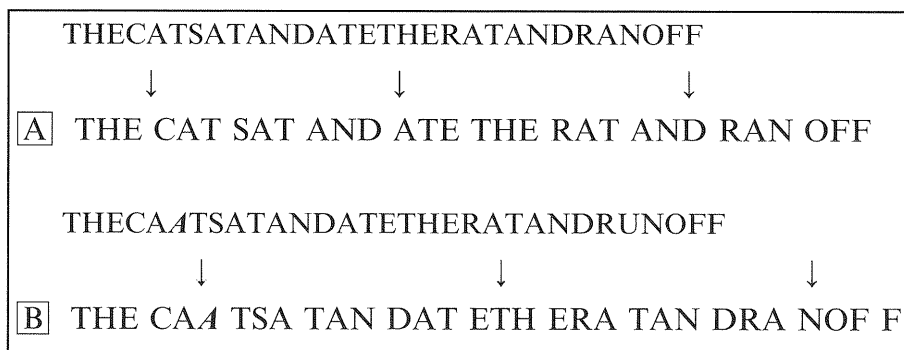 THECATSATANDATETHERATANDRANOFF
↓ ↓ ↓
A THE CAT SAT AND ATE THE RAT AND RAN OFF
THECAATSATANDATETHERATANDRUNOFF
↓ ↓ ↓
B THE CAA TSA TAN DAT ETH ERA TAN DRA NOF F